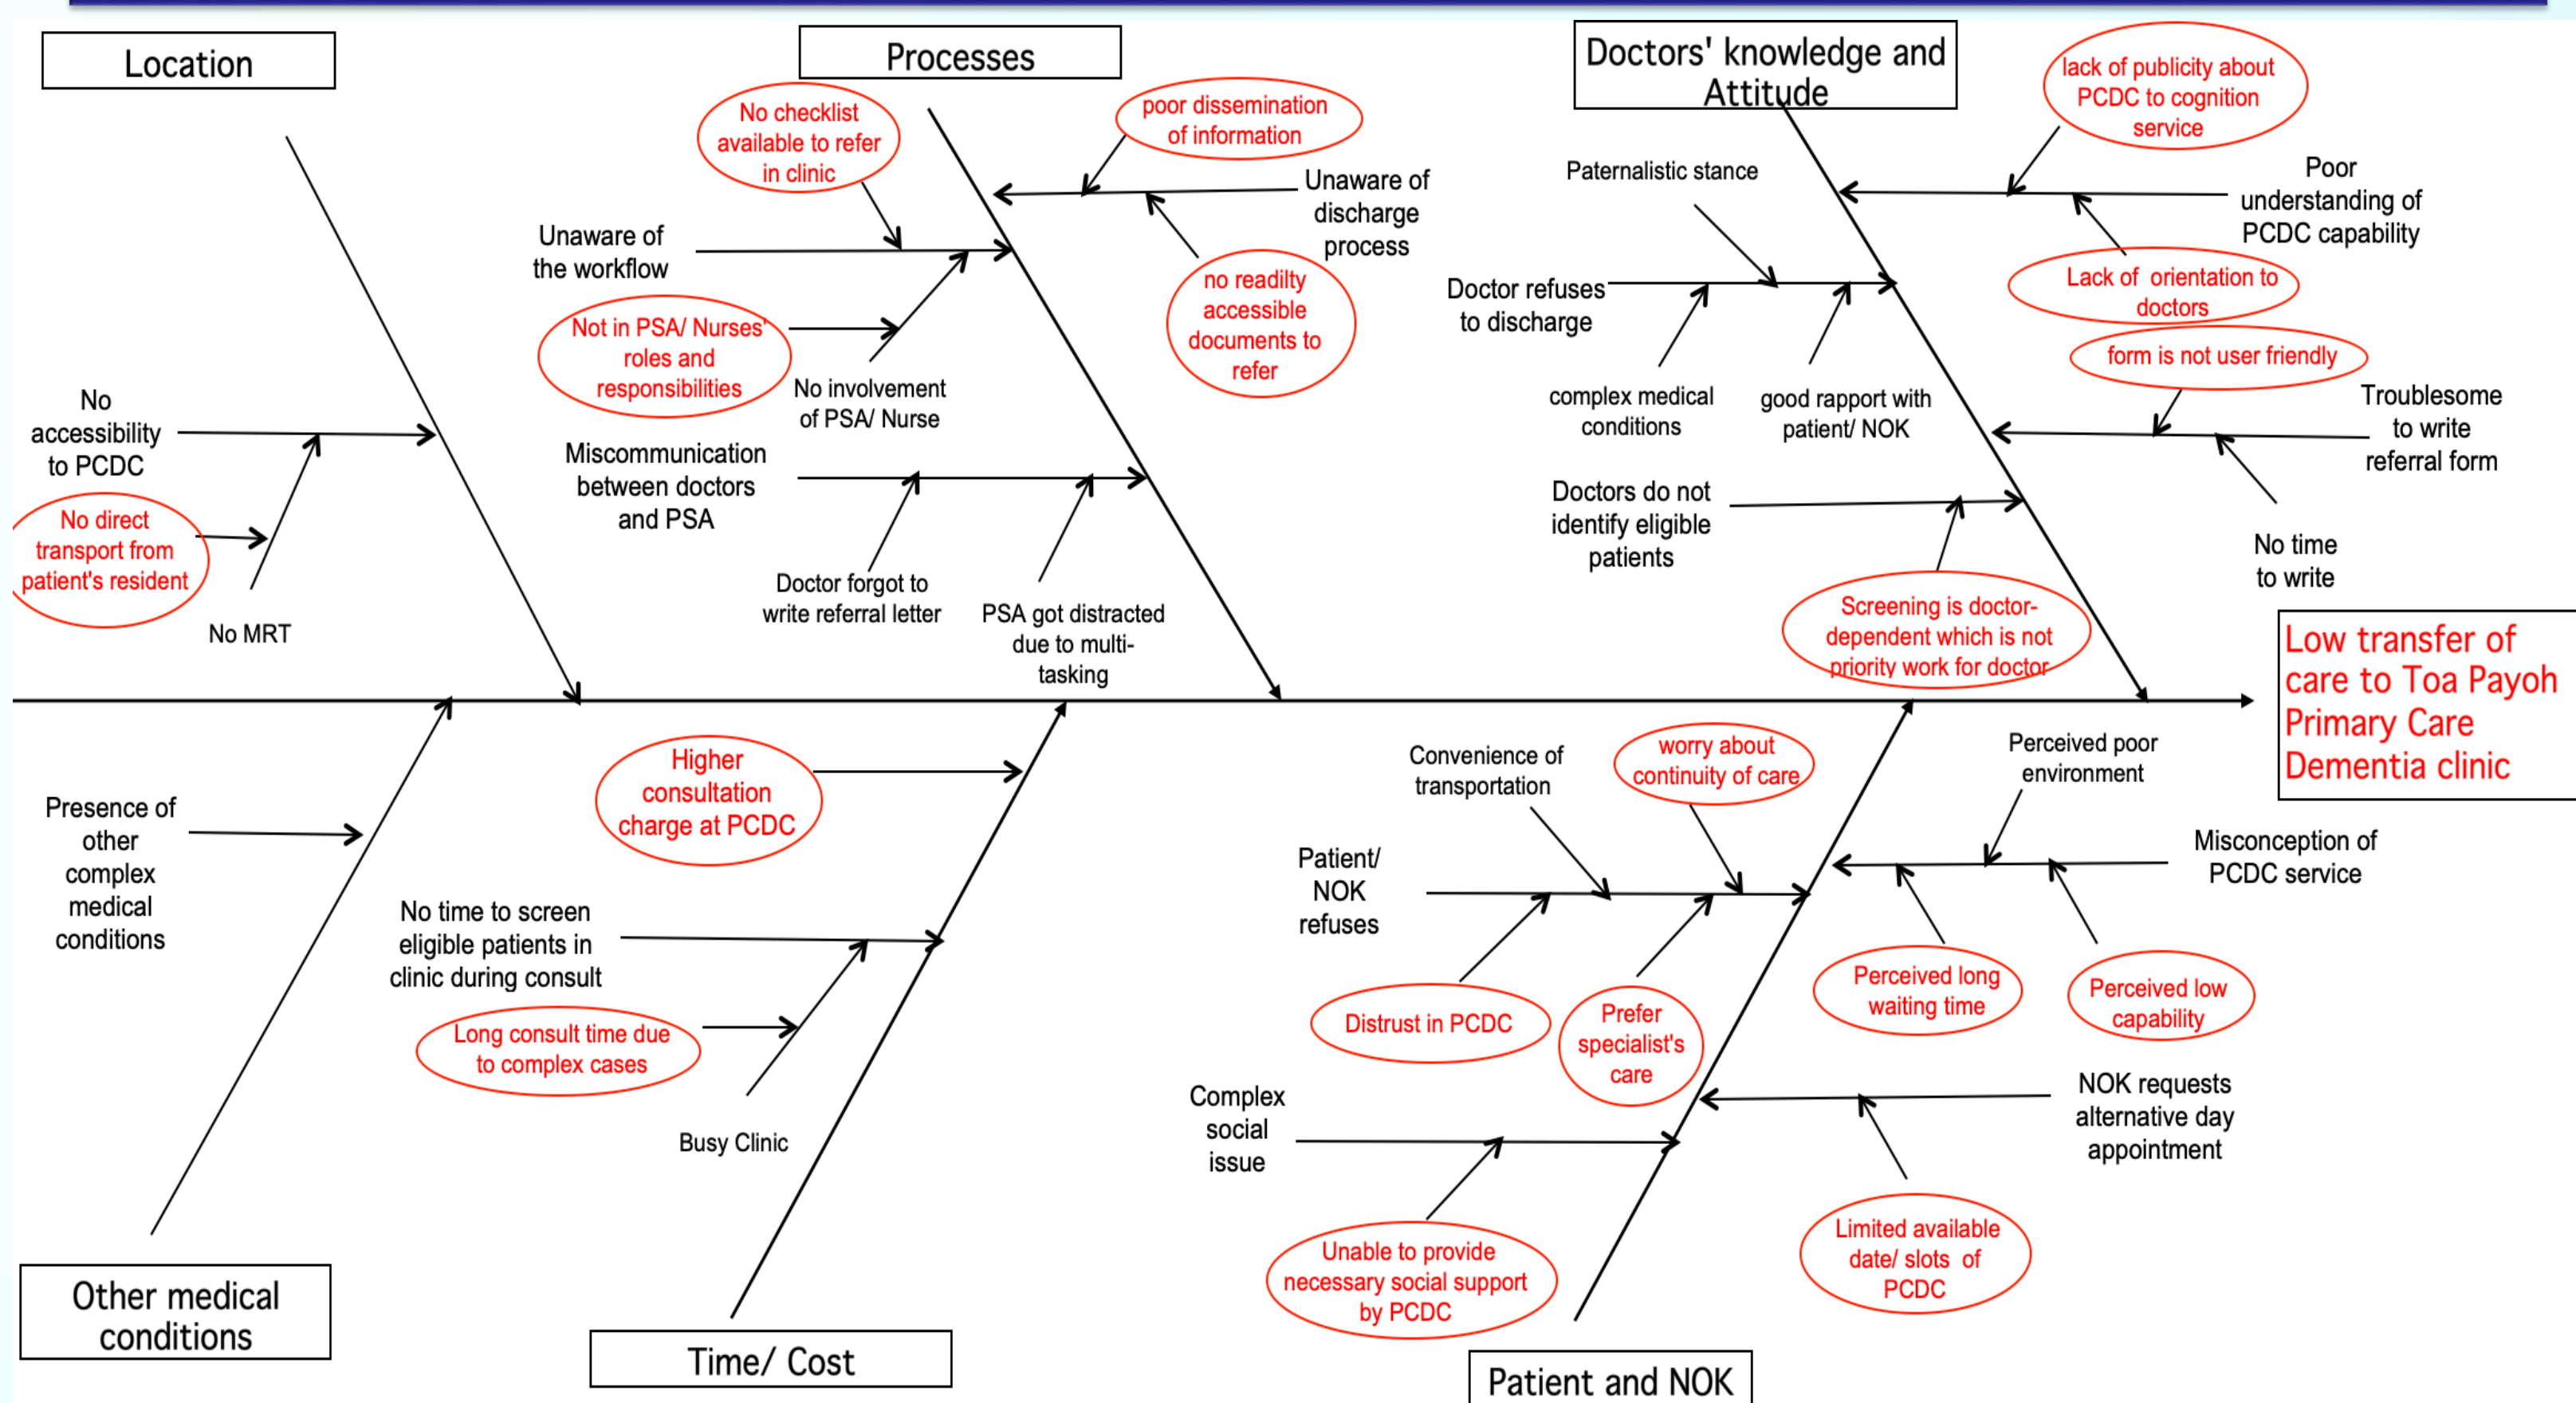 Location
Processes
Doctors' knowledge and
Attitude
lack of publicity about
PCDC to cognition
service
No checklist
available to refer
in clinic
poor dissemination
of information
Unaware of
discharge
process
Unaware of
the workflow
no readilty
accessible
documents to
refer
Not in PSA/ Nurses'
roles and
responsibilities
No involvement
of PSA/ Nurse
Miscommunication
between doctors
and PSA
Doctor forgot to
write referral letter
PSA got distracted
due to multi-
tasking
No
accessibility
to PCDC
No direct
transport from
patient's resident
No MRT
Paternalistic stance
Poor
understanding of
PCDC capability
Lack of orientation to
doctors
Doctor refuses
to discharge
complex medical
conditions
good rapport with
patient/ NOK
form is not user friendly
Troublesome
to write
referral form
No time
to write
Doctors do not
identify eligible
patients
Screening is doctor-
dependent which is not
priority work for doctor
Low transfer of
care to Toa Payoh
Primary Care
Dementia clinic
Presence of
other
complex
medical
conditions
Other medical
conditions
Higher
consultation
charge at PCDC
No time to screen
eligible patients in
clinic during consult
Long consult time due
to complex cases
Busy Clinic
Time/ Cost
Convenience of
transportation
worry about
continuity of care
Perceived poor
environment
Patient/
NOK
refuses
Misconception of
PCDC service
Distrust in PCDC
Prefer
specialist's
care
Perceived long
waiting time
Perceived low
capability
Complex
social
issue
NOK requests
alternative day
appointment
Unable to provide
necessary social support
by PCDC
Limited available
date/ slots of
PCDC
Patient and NOK